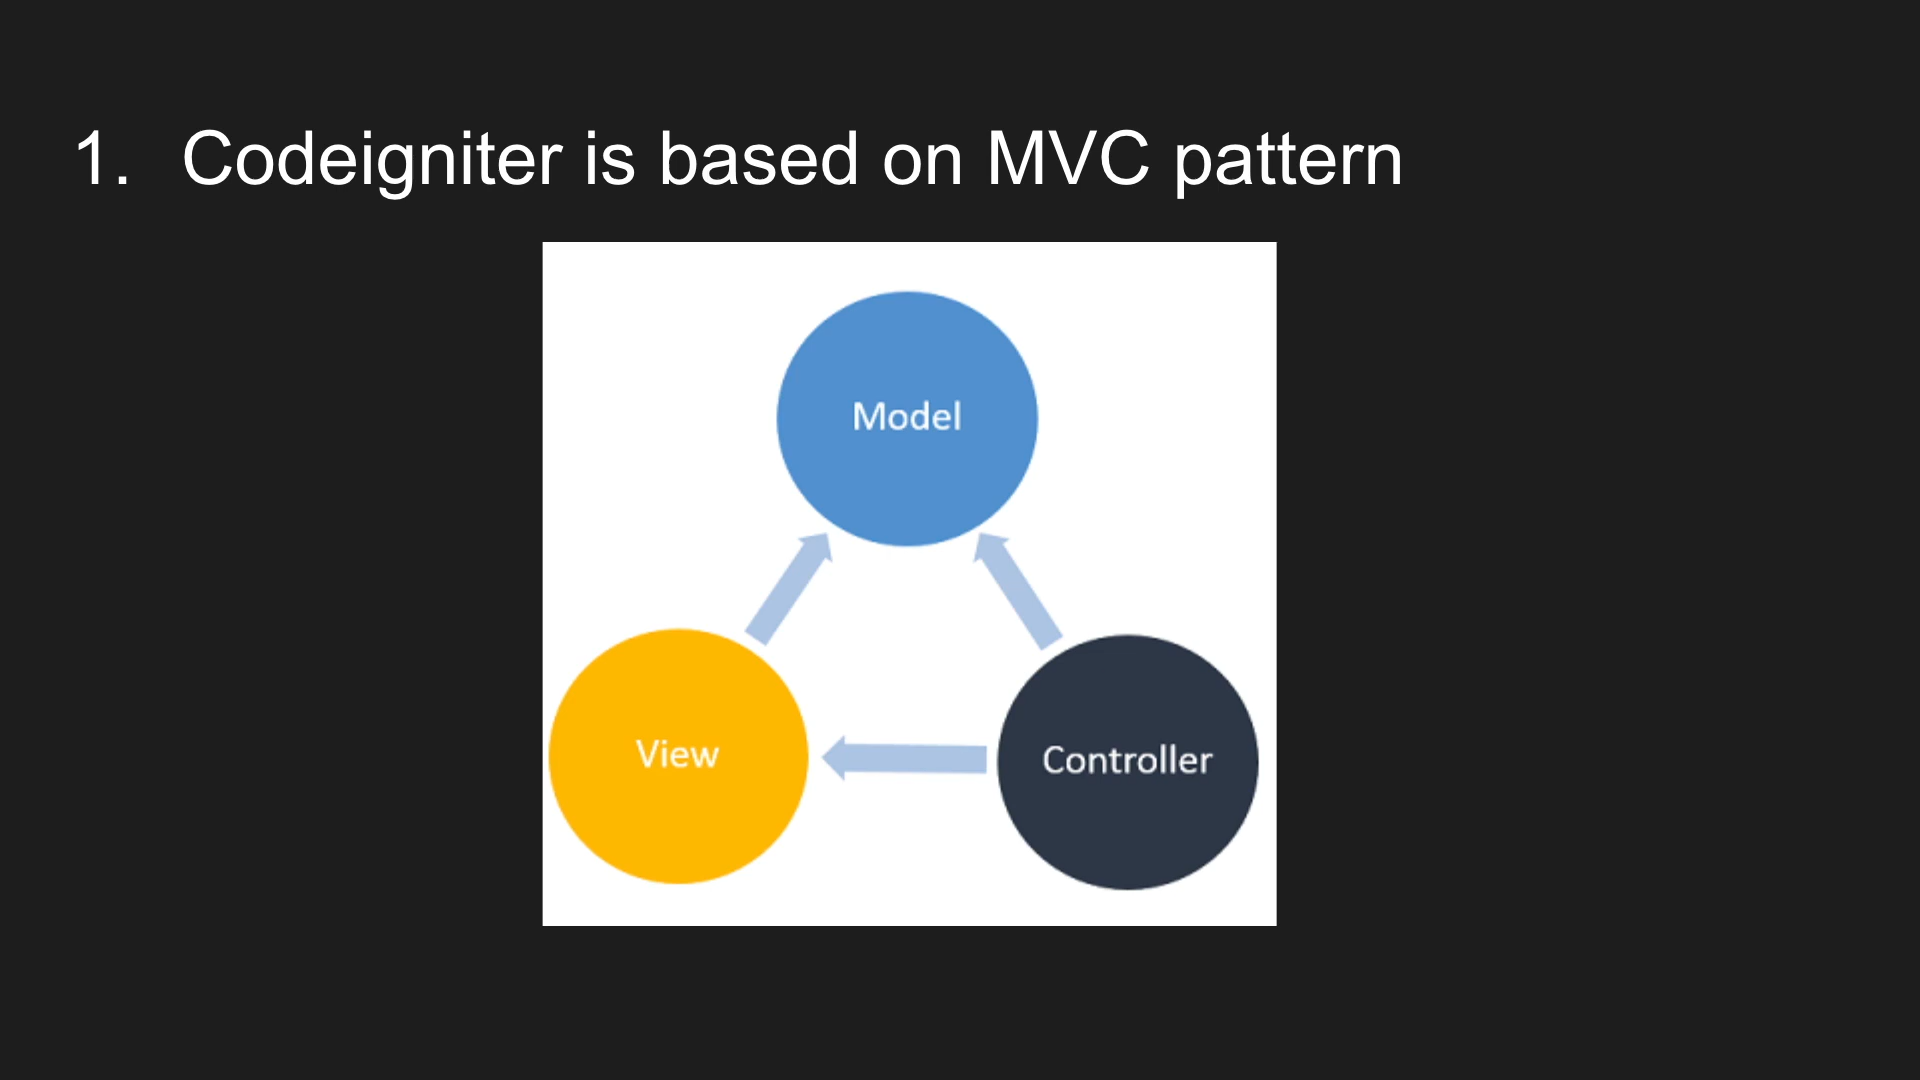 1. Codeigniter is based on MVC pattern
Model
View
Controller